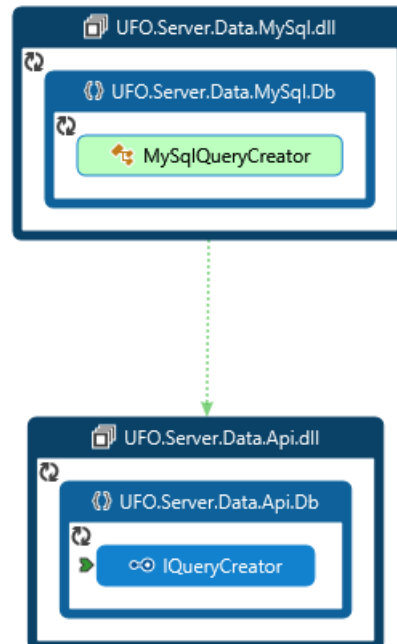 UFO.Server.Data.MySql.dll
UFO.Server.Data.MySql.Db
MySqlQueryCreator
UFO.Server.Data.Api.dll
UFO.Server.Data.Api.Db
IQueryCreator